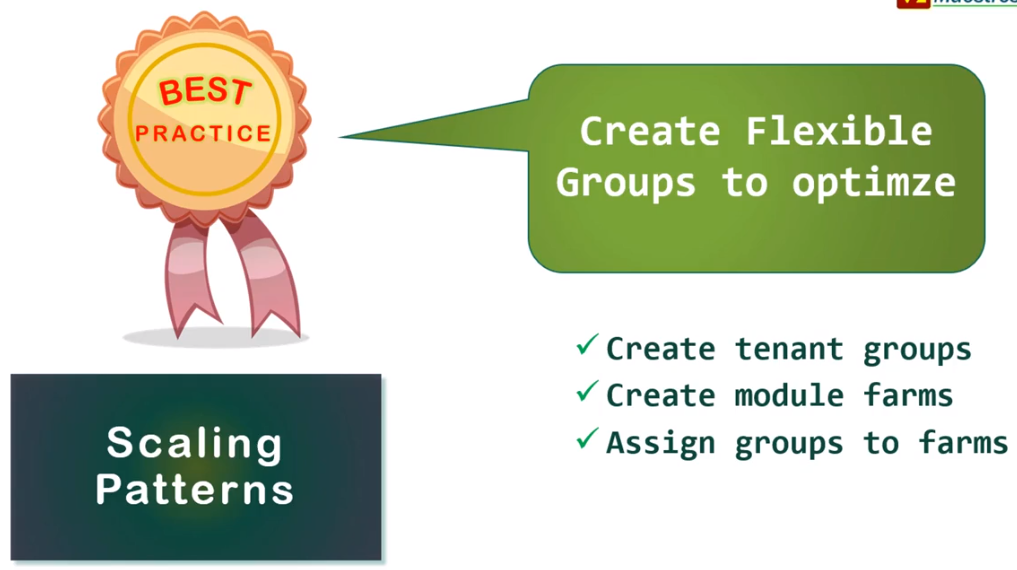 BEST
PRACTICE
Create Flexible
Groups to optimze
Create tenant groups
Create module farms
Assign groups to farms
Scaling
Patterns